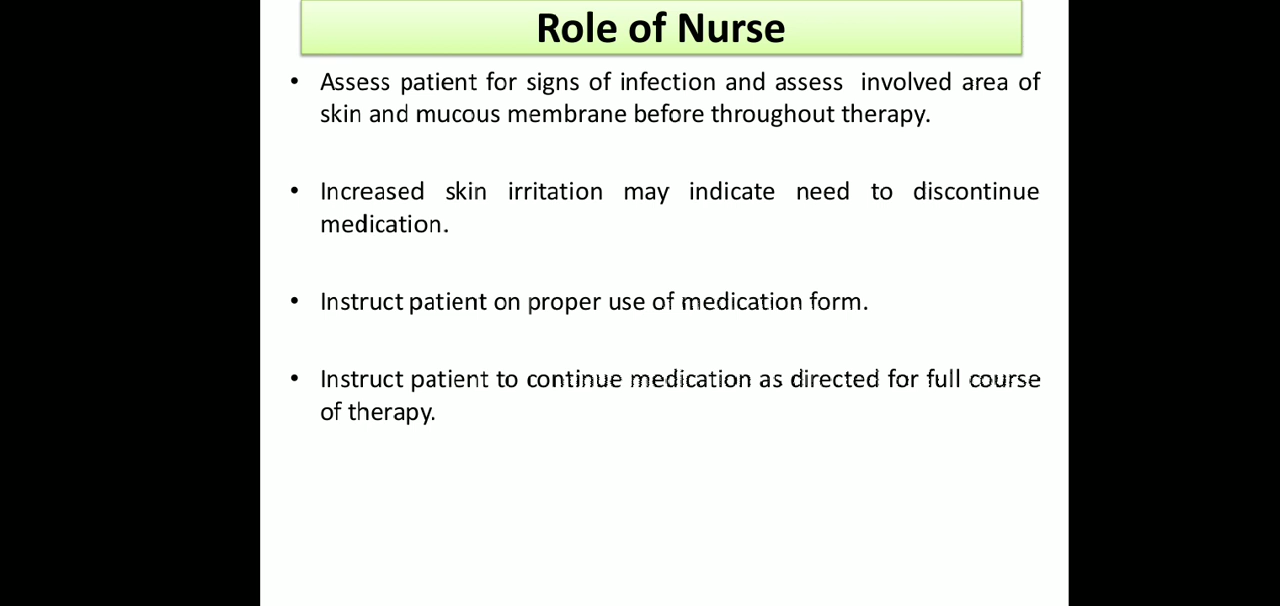 Role of Nurse
• Assess patient for signs of infection and assess involved area of
skin and mucous membrane before throughout therapy.
• Increased skin irritation may indicate need to discontinue
medication.
• Instruct patient on proper use of medication form.
• Instruct patient to continue medication as directed for full course
of therapy.